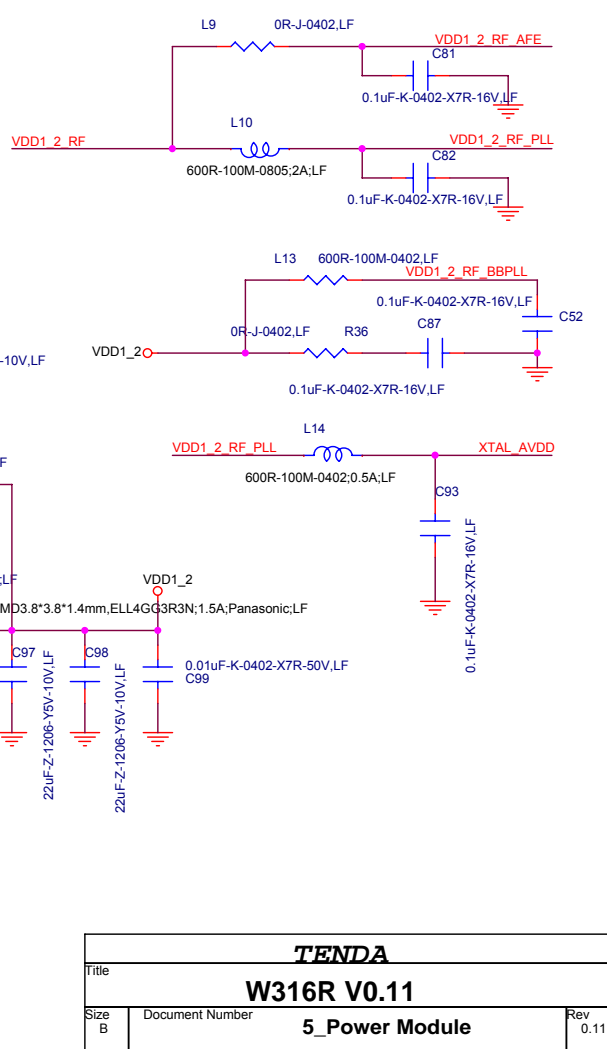 L9 0R-J-0402,LF
VDD1_2_RF_AFE
C81
0.1uF-K-0402-X7R-16V,LF
L10
VDD1_2_RF
VDD1_2_RF_PLL
C82
600R-100M-0805;2A;LF
0.1uF-K-0402-X7R-16V,LF
L13 600R-100M-0402,LF
VDD1_2_RF_BBPLL
0.1uF-K-0402-X7R-16V,LF
C52
0R-J-0402,LF R36 C87
VDD1_2
-10V,LF
0.1uF-K-0402-X7R-16V,LF
L14
VDD1_2_RF_PLL XTAL_AVDD
F
600R-100M-0402;0.5A;LF
C93
0.1uF-K-0402-X7R-16V,LF
;LF
VDD1_2
MD3.8*3.8*1.4mm,ELL4GG3R3N;1.5A;Panasonic;LF
C97
22uF-Z-1206-Y5V-10V,LF
C98
22uF-Z-1206-Y5V-10V,LF
0.01uF-K-0402-X7R-50V,LF
C99
TENDA
Title
W316R V0.11
Size Document Number Rev
B 5_Power Module 0.11